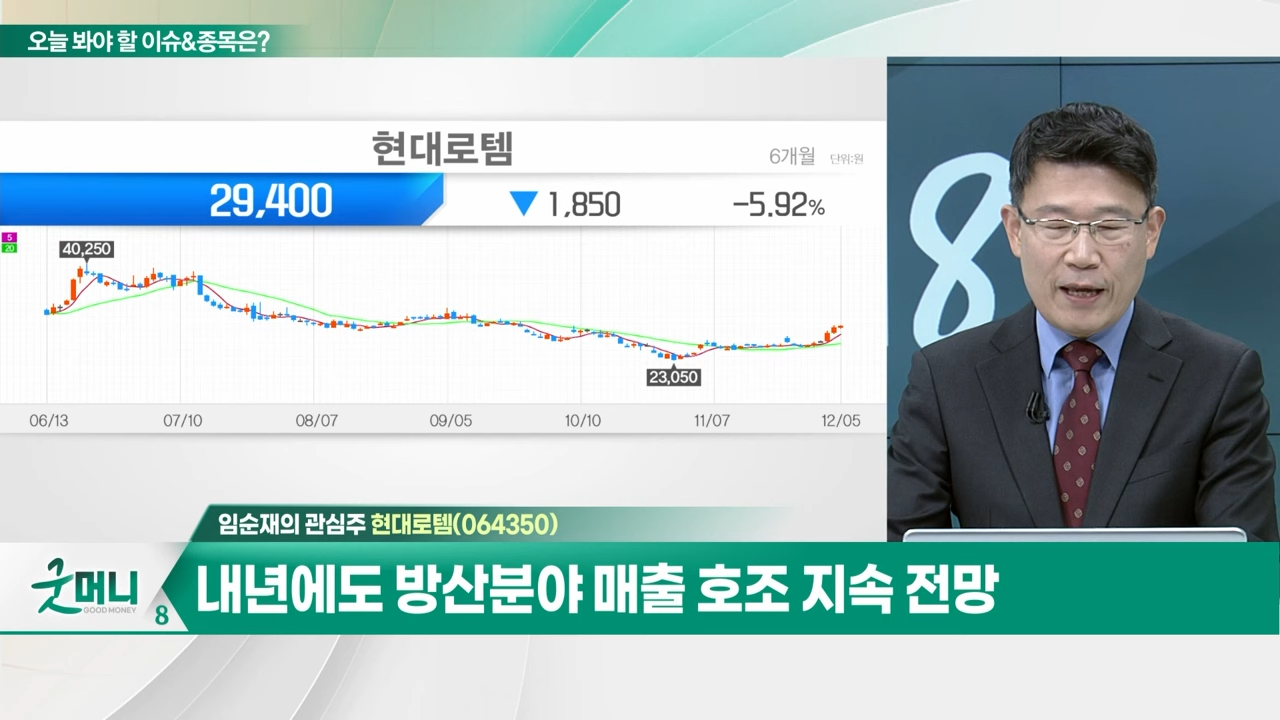 오늘 봐야 할 이슈&종목은?
현대로템
6개월 단위:원
29,400 ▼ 1,850 -5.92%
5
20
40,250
23,050
06/13 07/10 08/07 09/05 10/10 11/07 12/05
8
임순재의 관심주 현대로템(064350)
굿머니
GOOD MONEY
8
내년에도 방산분야 매출 호조 지속 전망